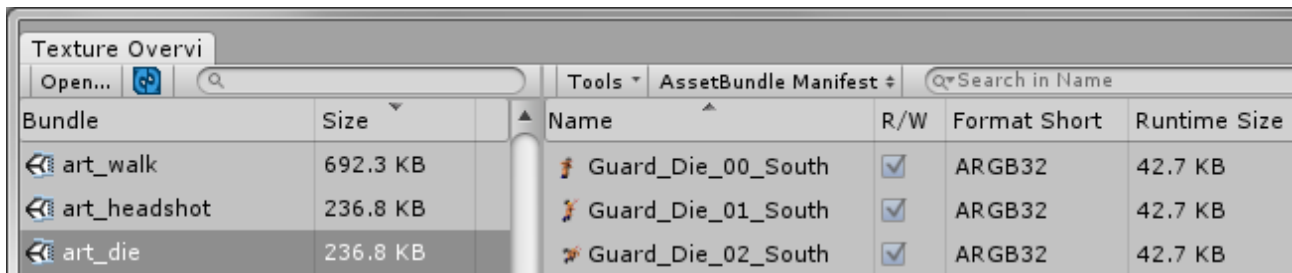 Texture Overvi
Open... Tools AssetBundle Manifest Search in Name
Bundle Size Name R/W Format Short Runtime Size
art_walk 692.3 KB Guard_Die_00_South ARGB32 42.7 KB
art_headshot 236.8 KB Guard_Die_01_South ARGB32 42.7 KB
art_die 236.8 KB Guard_Die_02_South ARGB32 42.7 KB